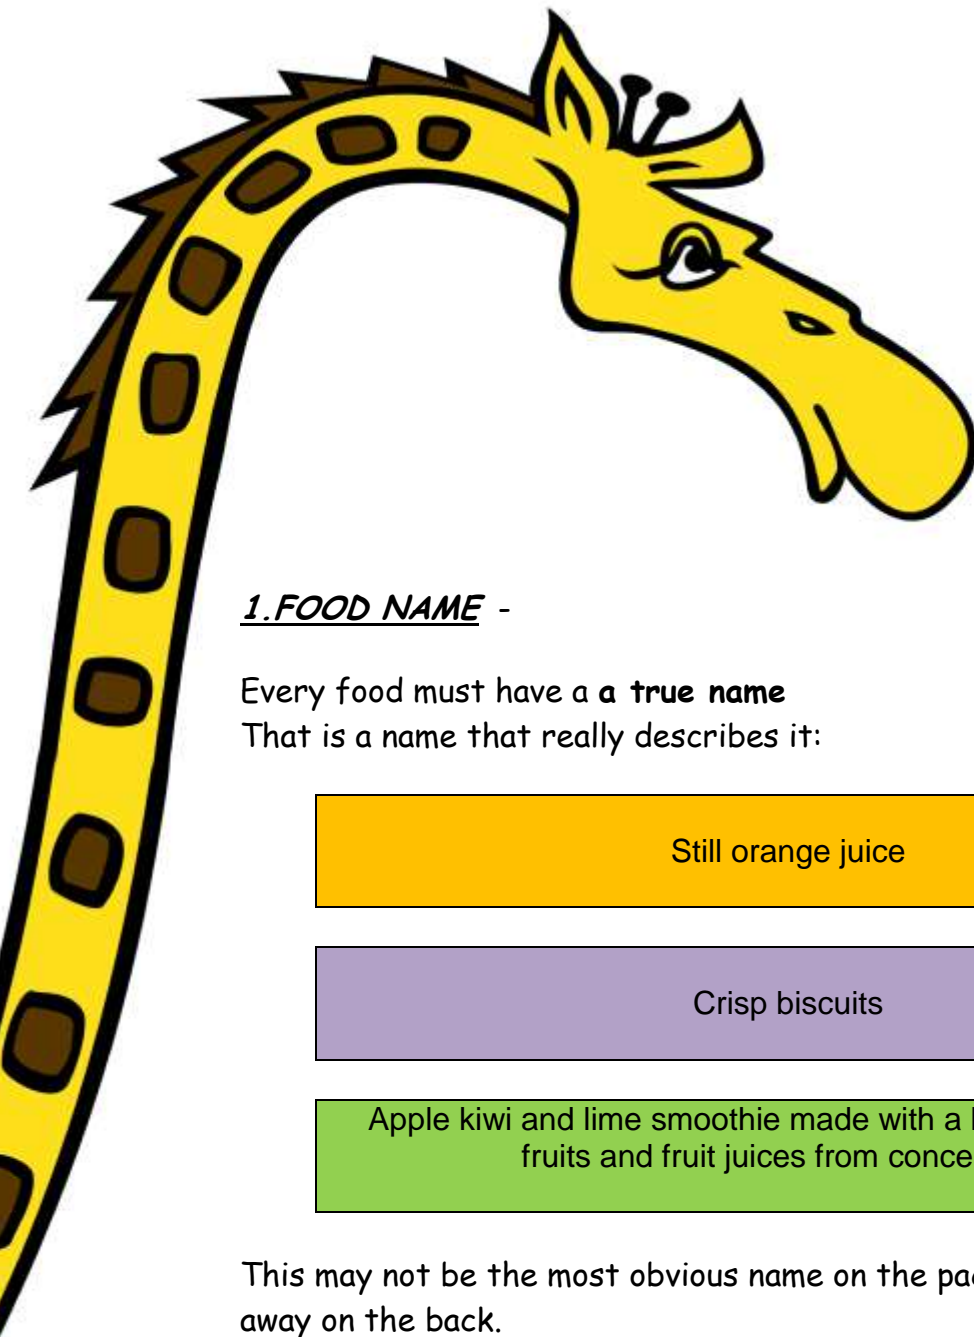 1.FOOD NAME -
Every food must have a a true name
That is a name that really describes it:
Still orange juice
Crisp biscuits
Apple kiwi and lime smoothie made with a
fruits and fruit juices from
This may not be the most obvious name on the
away on the back.